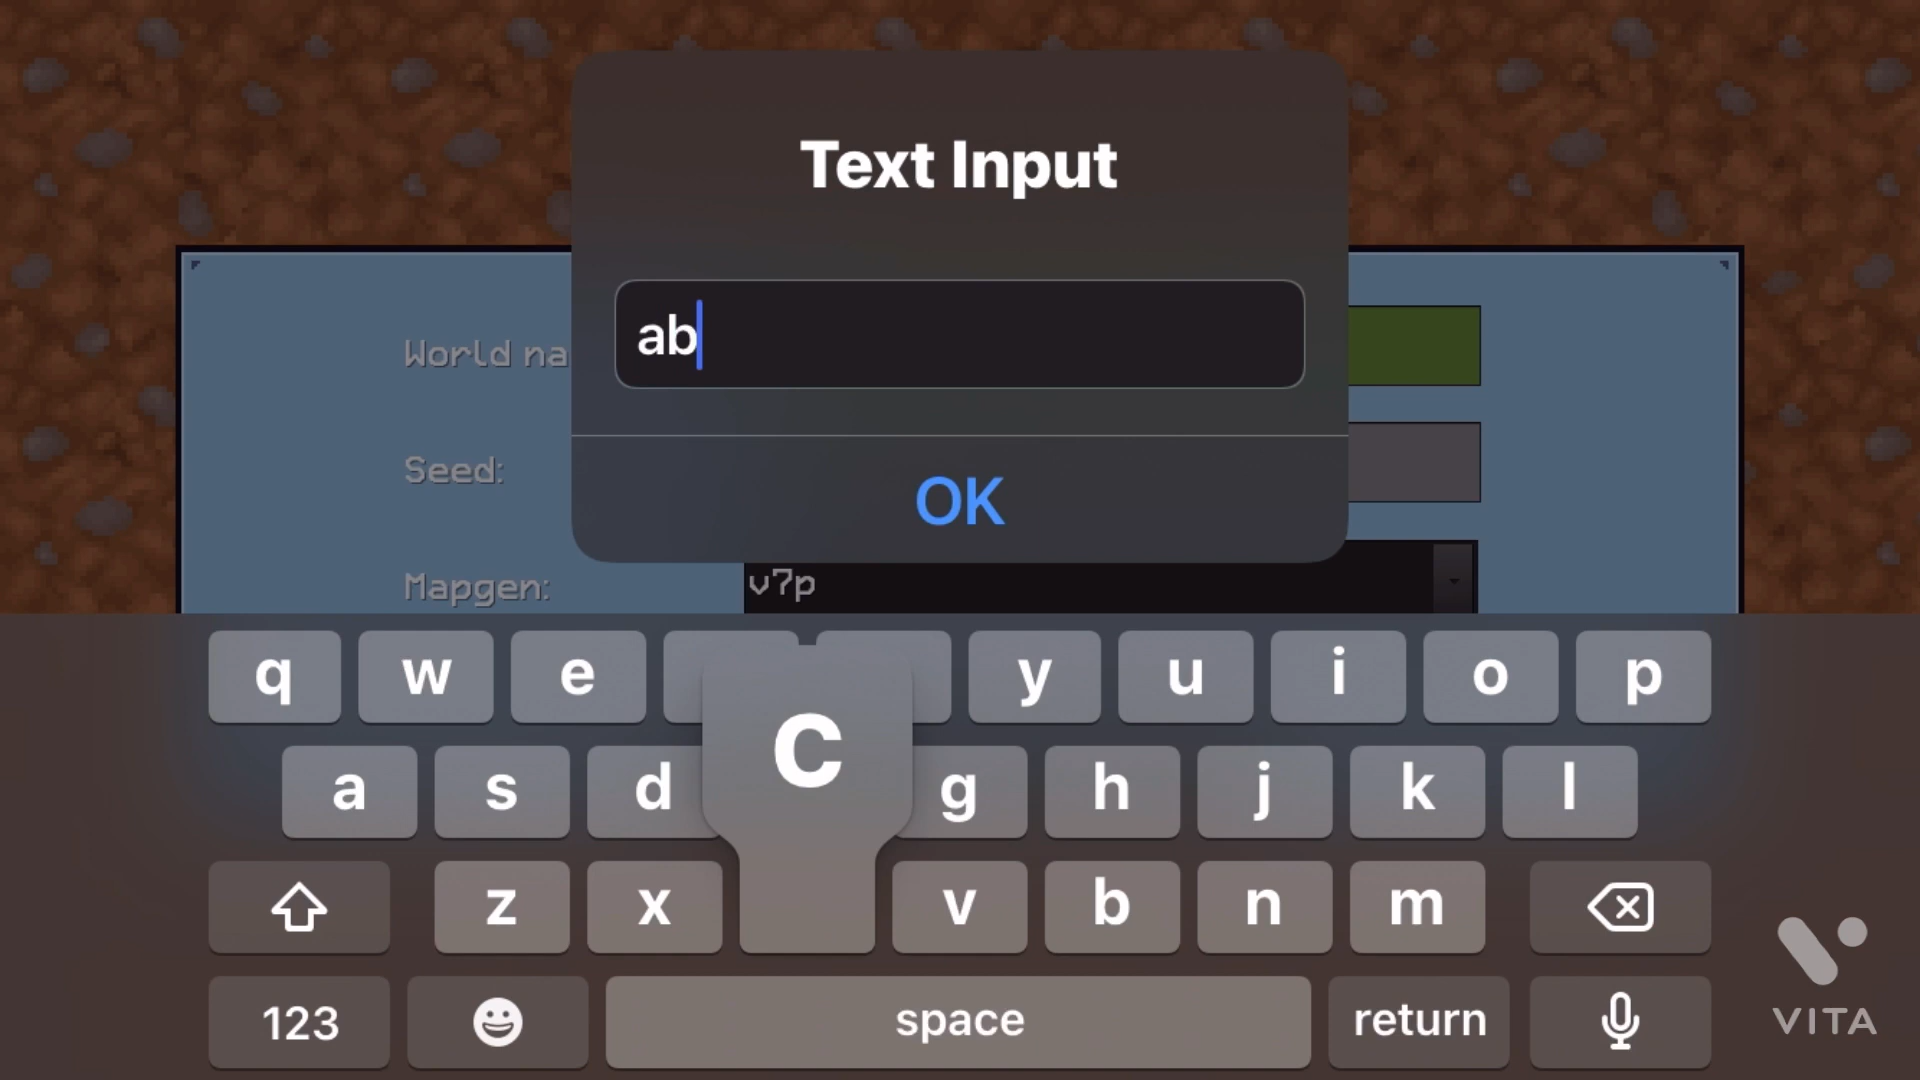 Text Input
ab
World na
Seed:
OK
Mapgen:
v7p
q w e y u i o p
a s d c g h j k l
z x v b n m
123 space return
VITA